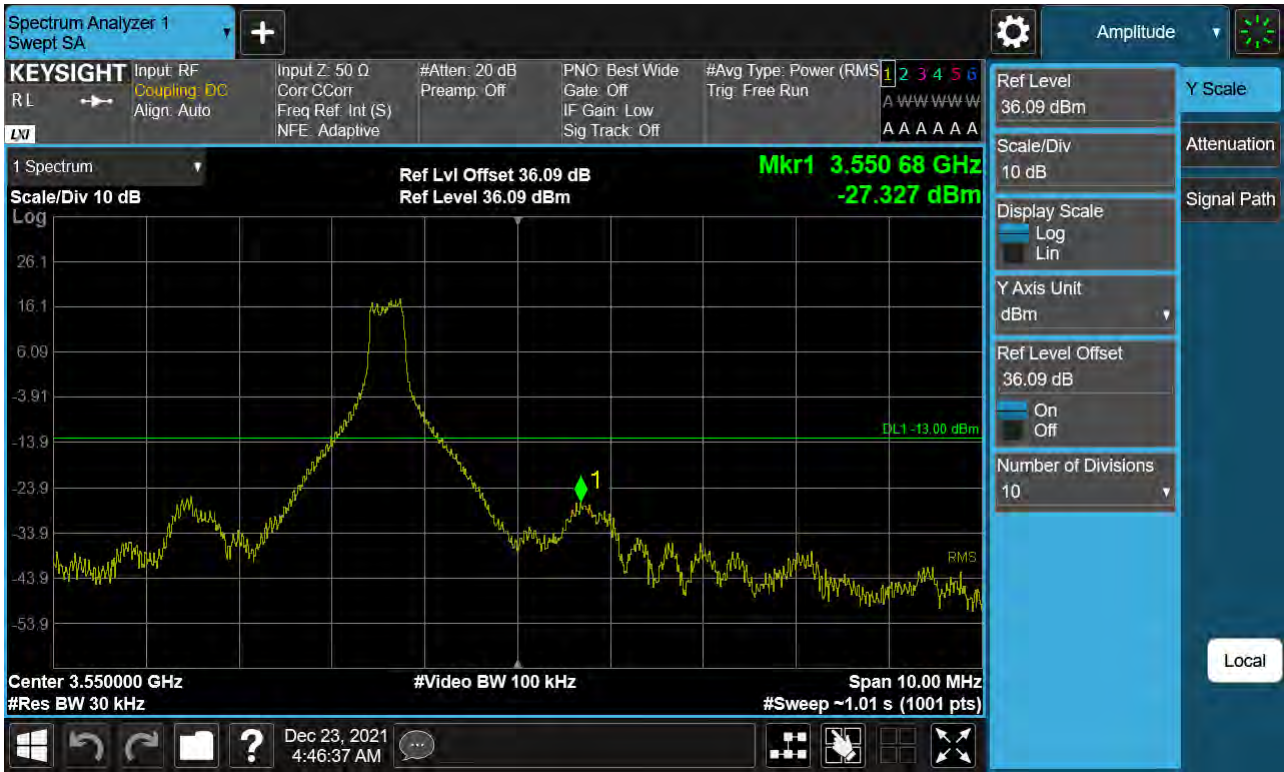 Spectrum Analyzer 1
Swept SA
Amplitude
KEYSIGHT
RL
LXI
Input: RF
Coupling: DC
Align: Auto
Input Z: 50 Ω
Corr CCorr
Freq Ref: Int (S)
NFE: Adaptive
#Atten: 20 dB
Preamp: Off
PNO: Best Wide
Gate: Off
IF Gain: Low
Sig Track: Off
#Avg Type: Power (RMS
Trig: Free Run
1 2 3 4 5 6
A W W W W W
A A A A A A
1 Spectrum
Scale/Div 10 dB
Ref Lvl Offset 36.09 dB
Ref Level 36.09 dBm
Mkr1 3.550 68 GHz
-27.327 dBm
Log
26.1
16.1
6.09
-3.91
-13.9
-23.9
-33.9
-43.9
-53.9
DL1 -13.00 dBm
1
RMS
Center 3.550000 GHz
#Video BW 100 kHz
Span 10.00 MHz
#Res BW 30 kHz
#Sweep ~1.01 s (1001 pts)
Dec 23, 2021
4:46:37 AM
Ref Level
36.09 dBm
Scale/Div
10 dB
Display Scale
Log
Lin
Y Axis Unit
dBm
Ref Level Offset
36.09 dB
On
Off
Number of Divisions
10
Y Scale
Attenuation
Signal Path
Local